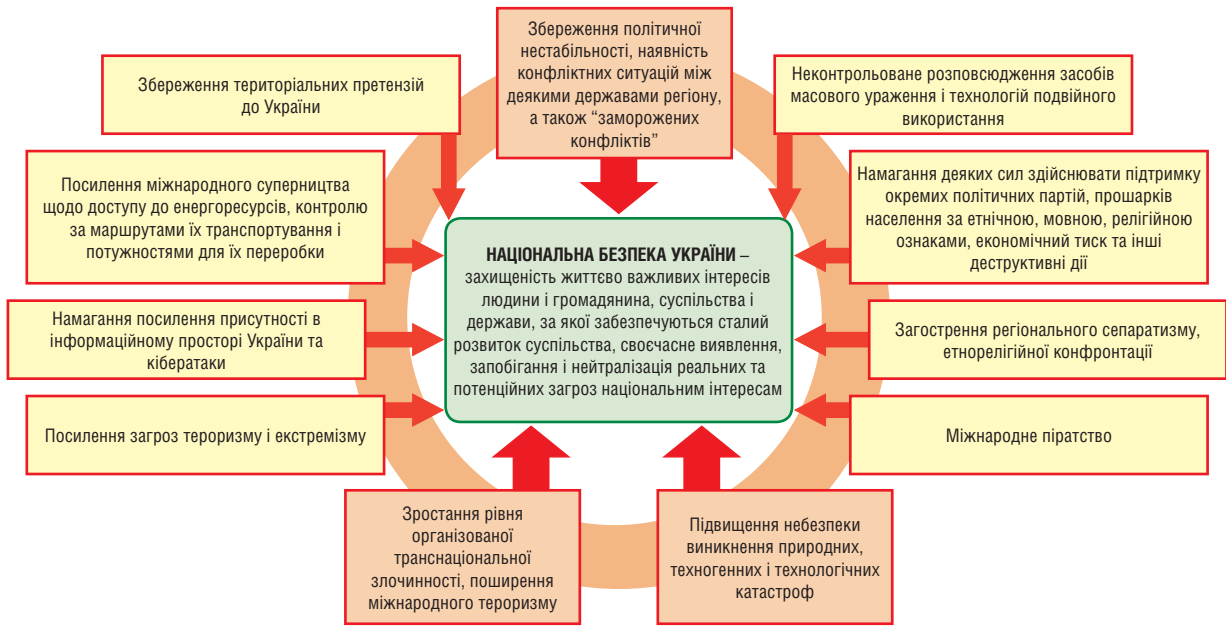 Збереження політичної
нестабільності, наявність
конфліктних ситуацій між
деякими державами регіону,
а також “заморожених
конфліктів”
Збереження територіальних претензій
до України
Неконтрольоване розповсюдження засобів
масового ураження і технологій подвійного
використання
Посилення міжнародного суперництва
щодо доступу до енергоресурсів, контролю
за маршрутами їх транспортування і
потужностями для їх переробки
Намагання деяких сил здійснювати підтримку
окремих політичних партій, прошарків
населення за етнічною, мовною, релігійною
ознаками, економічний тиск та інші
деструктивні дії
НАЦІОНАЛЬНА БЕЗПЕКА УКРАЇНИ –
захищеність життєво важливих інтересів
людини і громадянина, суспільства і
держави, за якої забезпечуються сталий
розвиток суспільства, своєчасне виявлення,
запобігання і нейтралізація реальних та
потенційних загроз національним інтересам
Намагання посилення присутності в
інформаційному просторі України та
кібератаки
Загострення регіонального сепаратизму,
етнорелігійної конфронтації
Посилення загроз тероризму і екстремізму
Міжнародне піратство
Зростання рівня
організованої
транснаціональної
злочинності, поширення
міжнародного тероризму
Підвищення небезпеки
виникнення природних,
техногенних і технологічних
катастроф